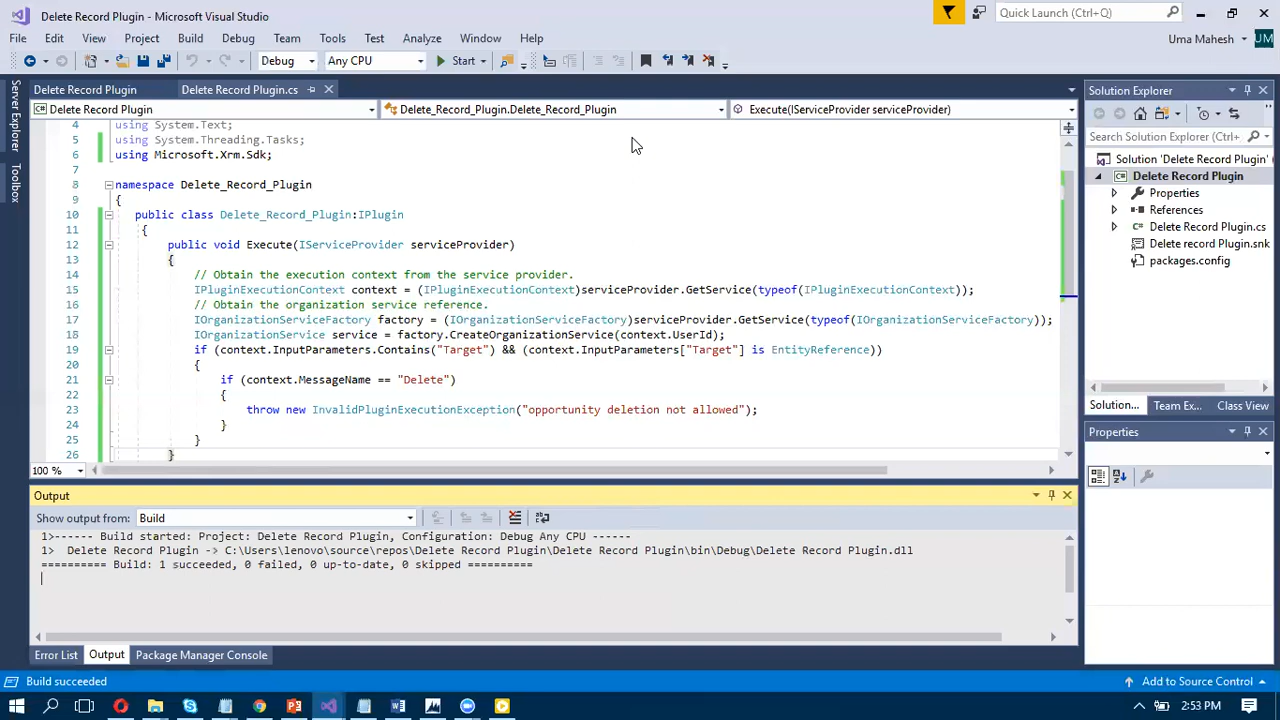 Delete Record Plugin - Microsoft Visual Studio
Quick Launch (Ctrl+Q)
File Edit View Project Build Debug Team Tools Test Analyze Window Help
Uma Mahesh UM
Debug Any CPU Start
Server Explorer
Toolbox
Delete Record Plugin Delete Record Plugin.cs
Delete Record Plugin Delete_Record_Plugin.Delete_Record_Plugin Execute(IServiceProvider serviceProvider)
4 using System.Text;
5 using System.Threading.Tasks;
6 using Microsoft.Xrm.Sdk;
7
8 namespace Delete_Record_Plugin
9 {
10 public class Delete_Record_Plugin:IPlugin
11 {
12 public void Execute(IServiceProvider serviceProvider)
13 {
14 // Obtain the execution context from the service provider.
15 IPluginExecutionContext context = (IPluginExecutionContext)serviceProvider.GetService(typeof(IPluginExecutionContext));
16 // Obtain the organization service reference.
17 IOrganizationServiceFactory factory = (IOrganizationServiceFactory)serviceProvider.GetService(typeof(IOrganizationServiceFactory));
18 IOrganizationService service = factory.CreateOrganizationService(context.UserId);
19 if (context.InputParameters.Contains("Target") && (context.InputParameters["Target"] is EntityReference))
20 {
21 if (context.MessageName == "Delete")
22 {
23 throw new InvalidPluginExecutionException("opportunity deletion not allowed");
24 }
25 }
26 }
100 %
Output
Show output from: Build
1>------ Build started: Project: Delete Record Plugin, Configuration: Debug Any CPU ------
1> Delete Record Plugin -> C:\Users\lenovo\source\repos\Delete Record Plugin\Delete Record Plugin\bin\Debug\Delete Record Plugin.dll
========== Build: 1 succeeded, 0 failed, 0 up-to-date, 0 skipped ==========
Error List Output Package Manager Console
Solution Explorer
Search Solution Explorer (Ctrl+
Solution 'Delete Record Plugin'
Delete Record Plugin
Properties
References
Delete Record Plugin.cs
Delete record Plugin.snk
packages.config
Solution... Team Ex... Class View
Properties
Build succeeded
Add to Source Control
2:53 PM